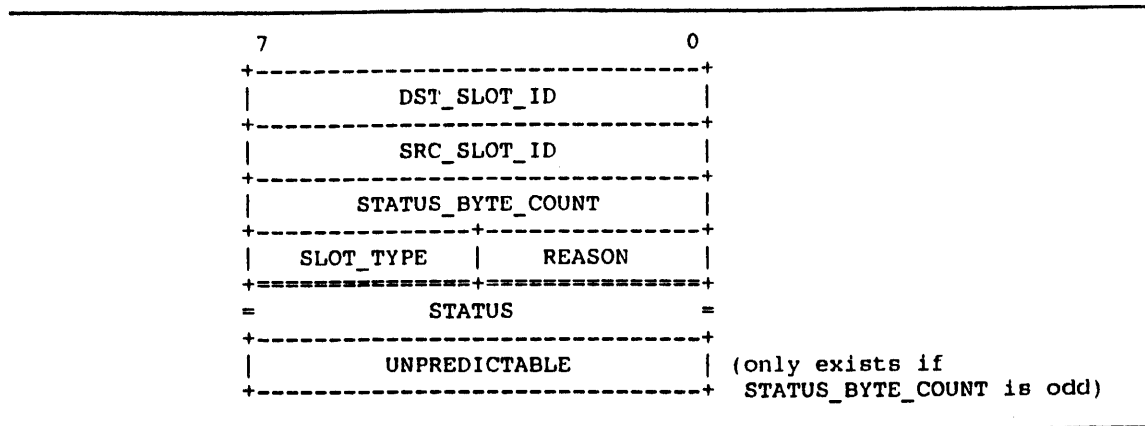 7 0
DST_SLOT_ID
SRC_SLOT_ID
STATUS_BYTE_COUNT
SLOT_TYPE | REASON
= STATUS =
UNPREDICTABLE (only exists if
STATUS_BYTE_COUNT is odd)